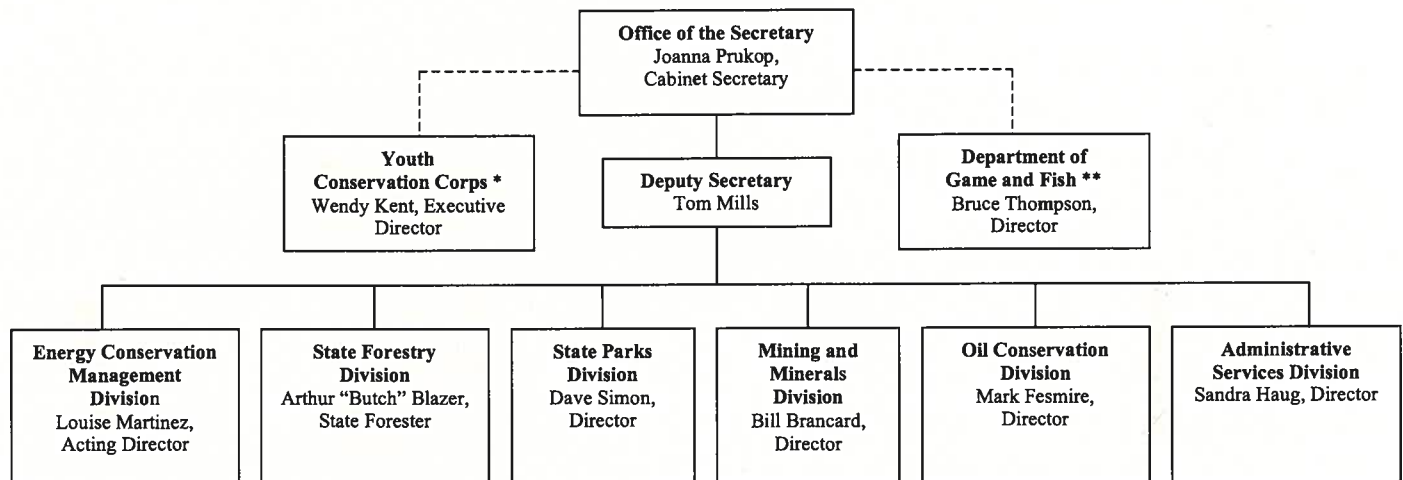 Office of the Secretary
Joanna Prukop,
Cabinet Secretary
Youth
Conservation Corps *
Wendy Kent, Executive
Director
Deputy Secretary
Tom Mills
Department of
Game and Fish **
Bruce Thompson,
Director
Energy Conservation
Management
Division
Louise Martinez,
Acting Director
State Forestry
Division
Arthur “Butch” Blazer,
State Forester
State Parks
Division
Dave Simon,
Director
Mining and
Minerals
Division
Bill Brancard,
Director
Oil Conservation
Division
Mark Fesmire,
Director
Administrative
Services Division
Sandra Haug, Director